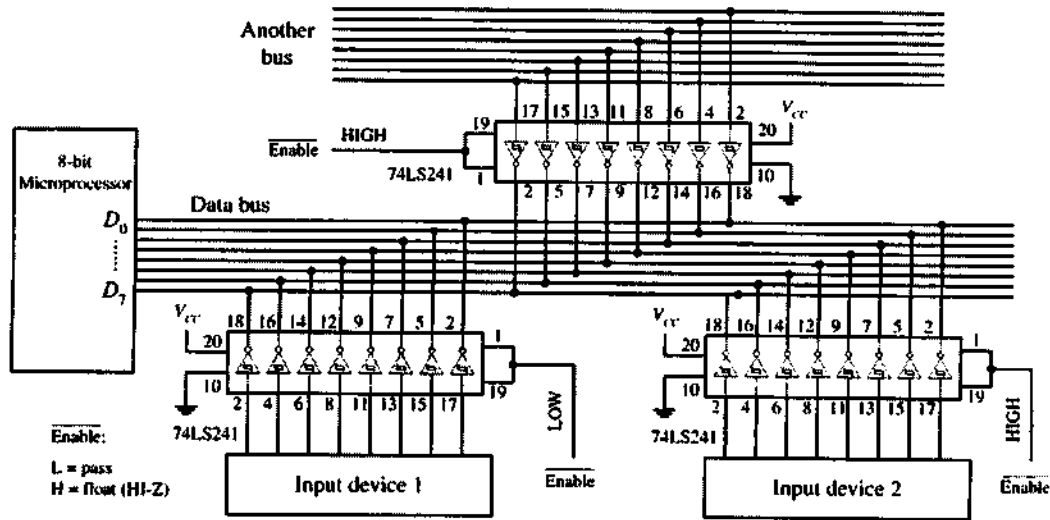 Another
bus
17 15 13 11 8 6 4 2
V_cc
20
10
19
1
HIGH
Enable
74LS241
2 5 7 9 12 14 16 18
8-bit
Microprocessor
D0
D7
Data bus
V_cc
20
10
18 16 14 12 9 7 5 2
1
19
2 4 6 8 11 13 15 17
74LS241
LOW
Enable
Input device 1
V_cc
20
10
18 16 14 12 9 7 5 2
1
19
2 4 6 8 11 13 15 17
74LS241
HIGH
Enable
Input device 2
Enable:
L = pass
H = float (HI-Z)